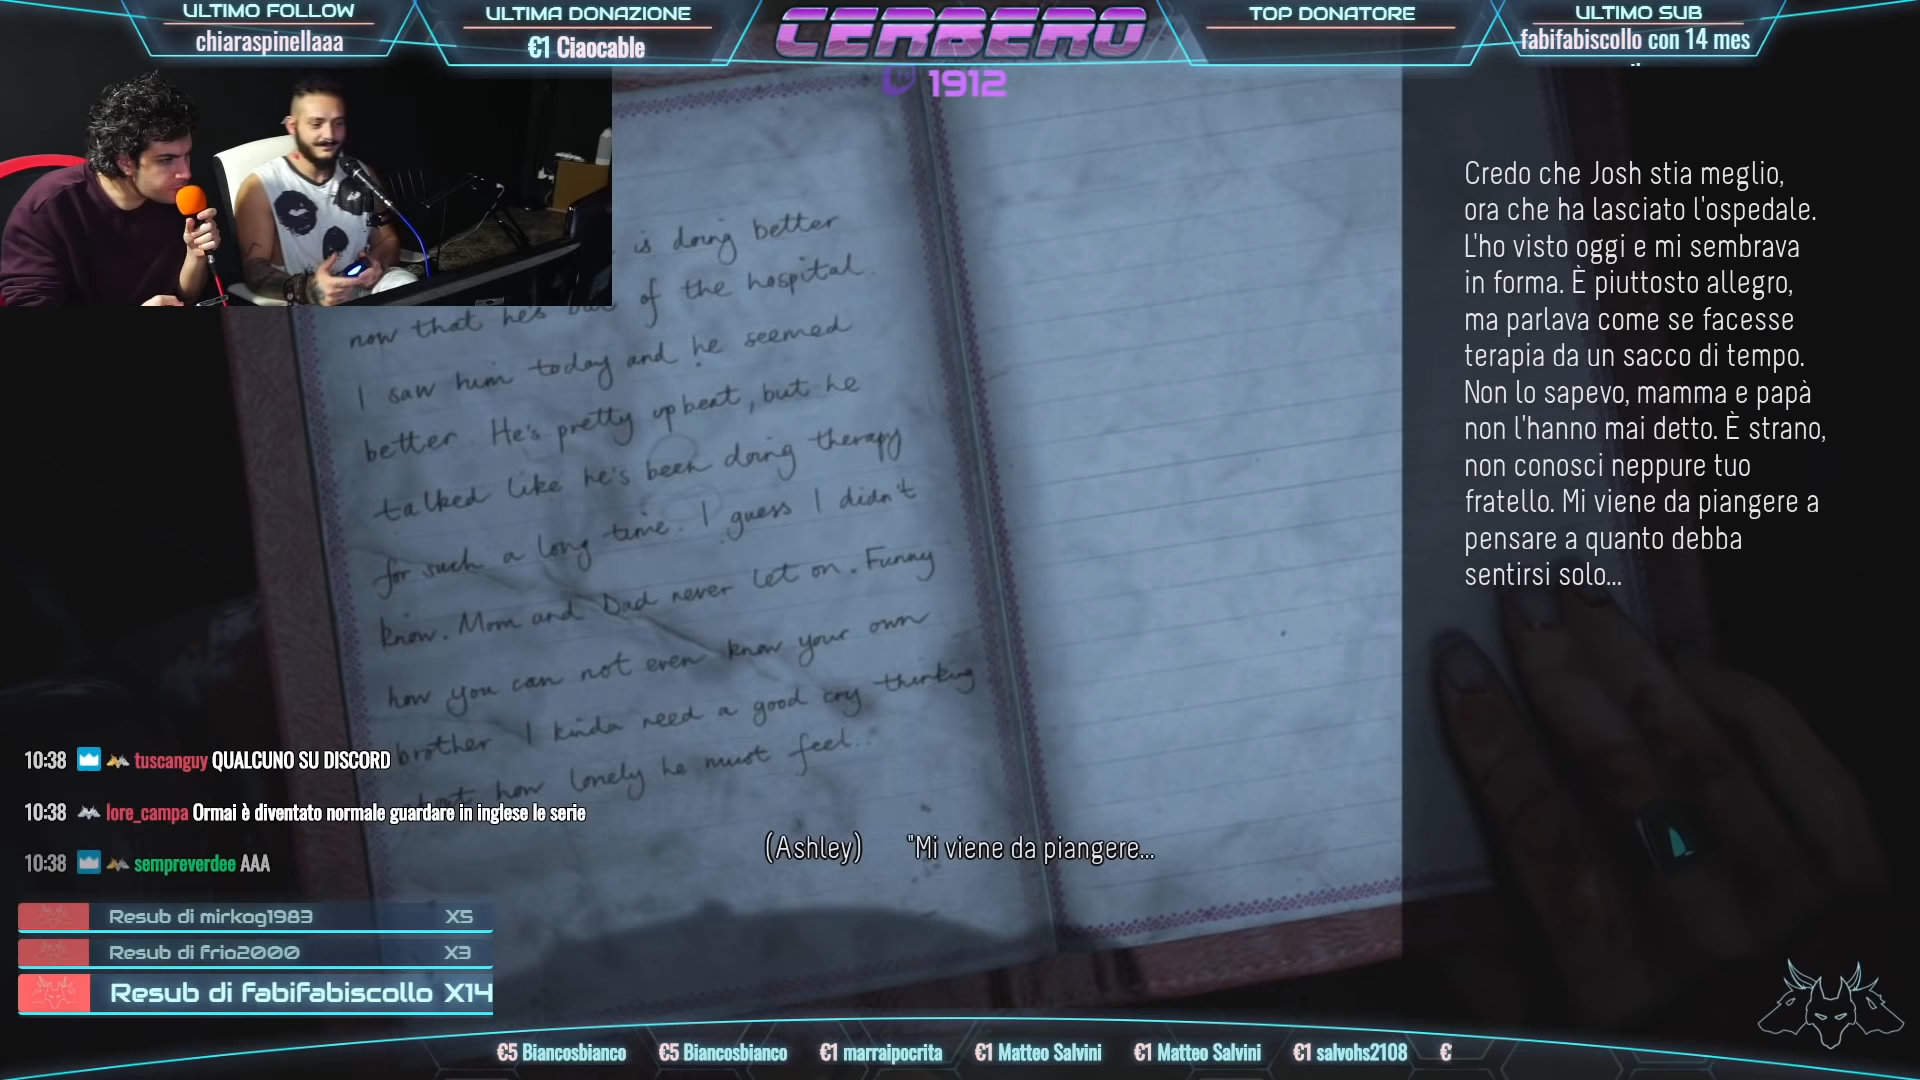 ULTIMO FOLLOW
chiaraspinellaaa
ULTIMA DONAZIONE
€1 Ciaocable
CERBERO
1912
TOP DONATORE
ULTIMO SUB
fabifabiscollo con 14 mes
is doing better
now that he's out of the hospital.
I saw him today and he seemed
better. He's pretty upbeat, but he
talked like he's been doing therapy
for such a long time. I guess I didn't
know. Mom and Dad never let on. Funny
how you can not even know your own
brother I kinda need a good cry thinking
about how lonely he must feel...
Credo che Josh stia meglio,
ora che ha lasciato l'ospedale.
L'ho visto oggi e mi sembrava
in forma. È piuttosto allegro,
ma parlava come se facesse
terapia da un sacco di tempo.
Non lo sapevo, mamma e papà
non l'hanno mai detto. È strano,
non conosci neppure tuo
fratello. Mi viene da piangere a
pensare a quanto debba
sentirsi solo...
10:38 tuscanguy QUALCUNO SU DISCORD
10:38 lore_campa Ormai è diventato normale guardare in inglese le serie
10:38 sempreverdee AAA
(Ashley) "Mi viene da piangere...
Resub di mirkog1983 X5
Resub di frio2000 X3
Resub di fabifabiscollo X14
€5 Biancosbianco €5 Biancosbianco €1 marraipocrita €1 Matteo Salvini €1 Matteo Salvini €1 salvohs2108 €